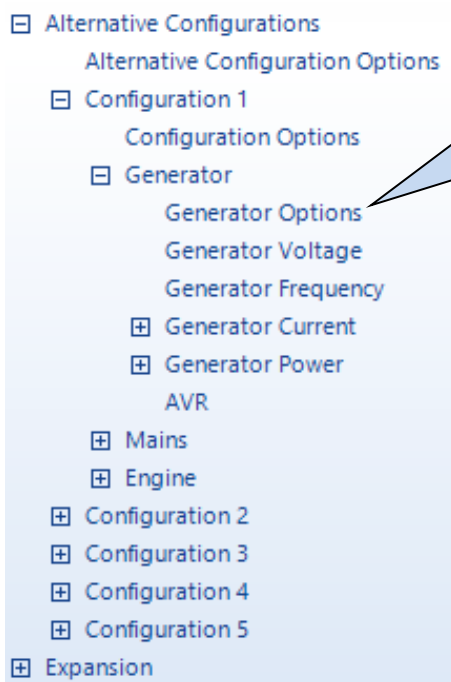 Alternative Configurations
Alternative Configuration Options
Configuration 1
Configuration Options
Generator
Generator Options
Generator Voltage
Generator Frequency
Generator Current
Generator Power
AVR
Mains
Engine
Configuration 2
Configuration 3
Configuration 4
Configuration 5
Expansion